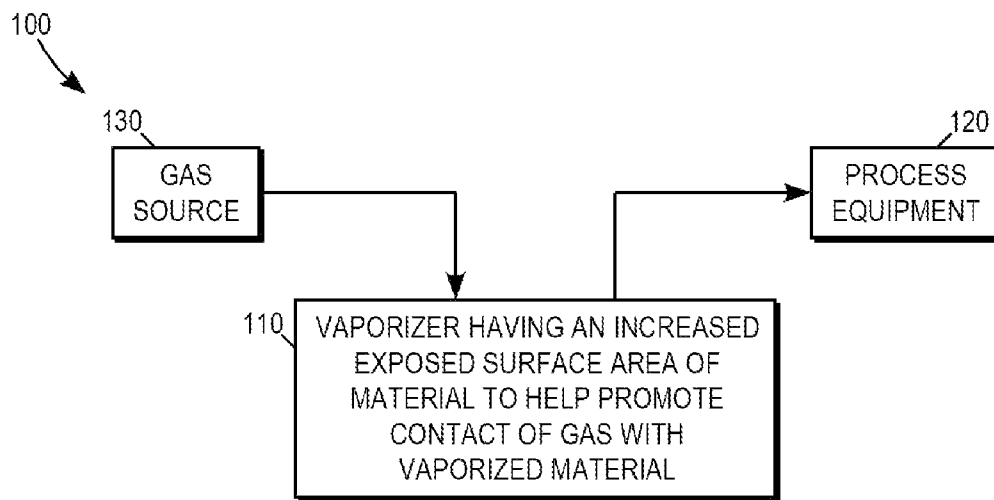 100
130
GAS
SOURCE
120
PROCESS
EQUIPMENT
110
VAPORIZER HAVING AN INCREASED
EXPOSED SURFACE AREA OF
MATERIAL TO HELP PROMOTE
CONTACT OF GAS WITH
VAPORIZED MATERIAL